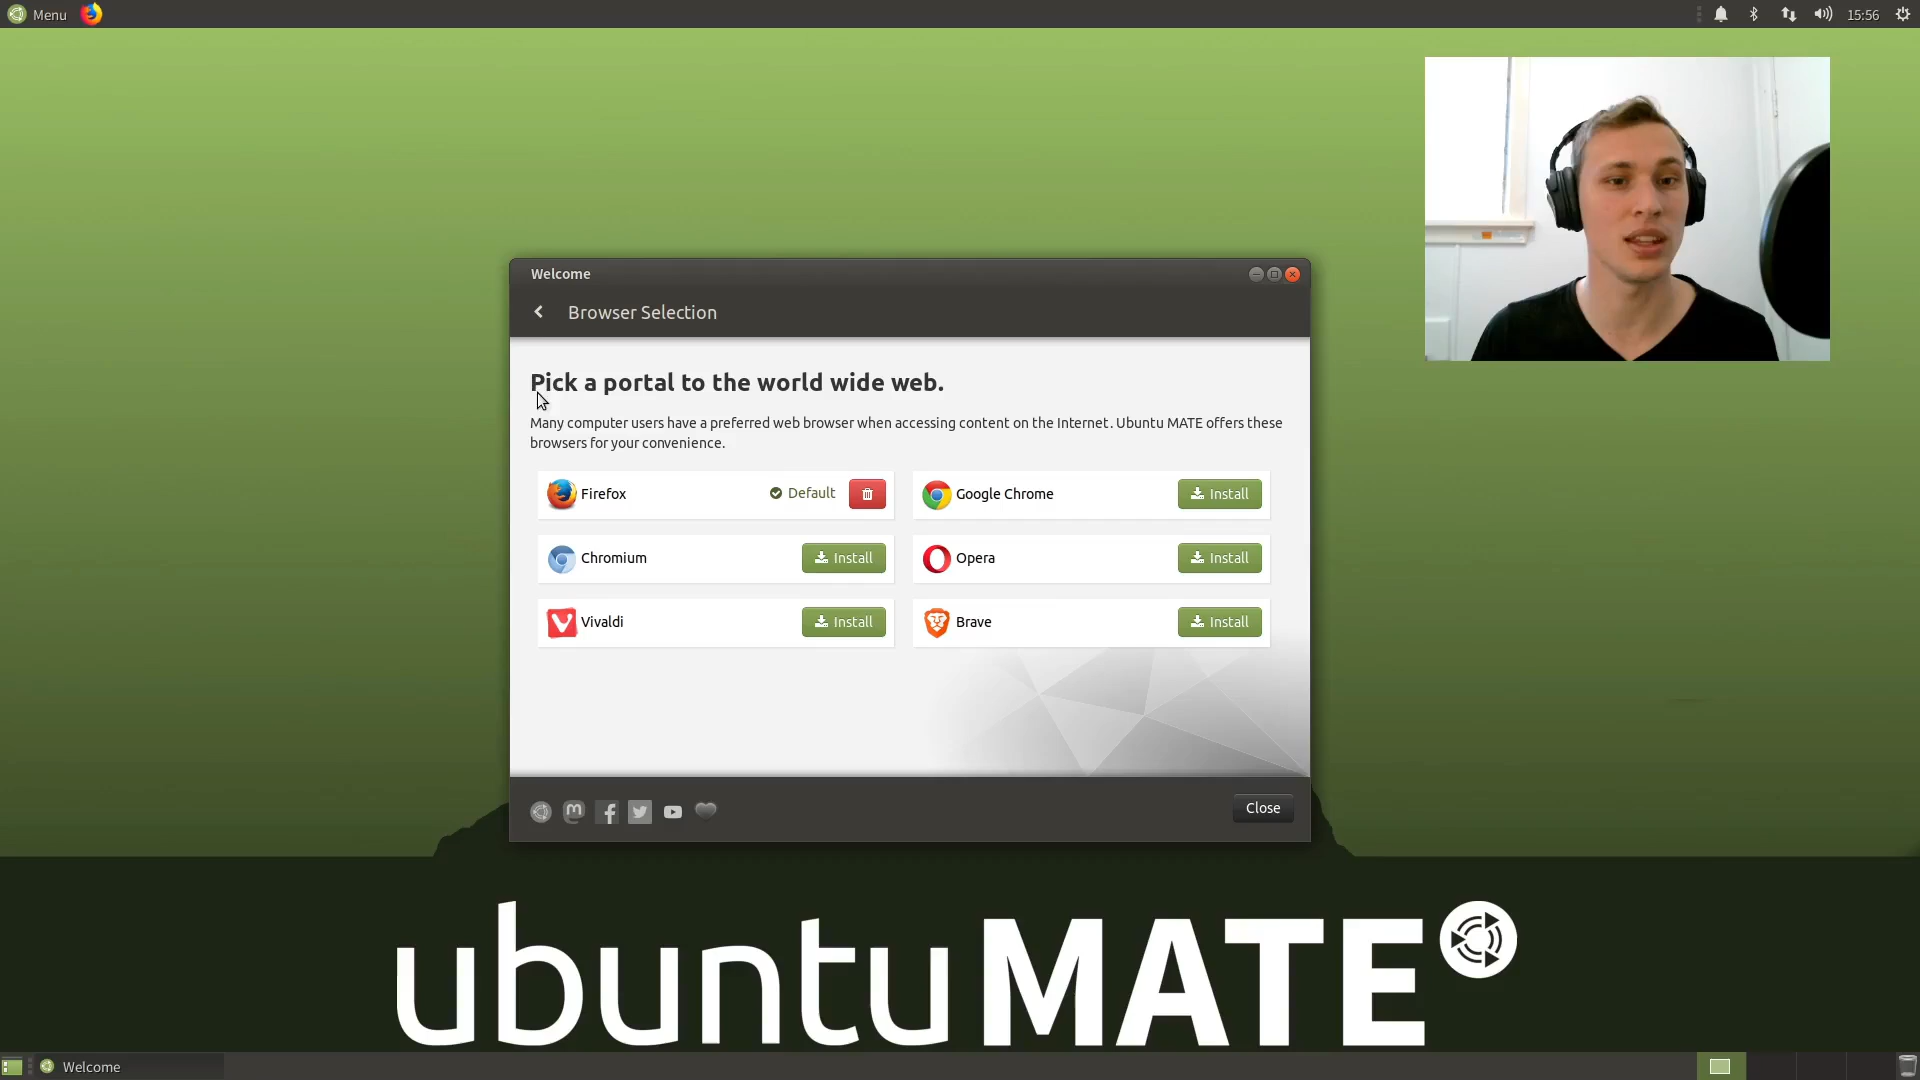 Menu
15:56
Welcome
Browser Selection
Pick a portal to the world wide web.
Many computer users have a preferred web browser when accessing content on the Internet. Ubuntu MATE offers these
browsers for your convenience.
Firefox Default
Google Chrome Install
Chromium Install
Opera Install
Vivaldi Install
Brave Install
Close
ubuntu MATE
Welcome